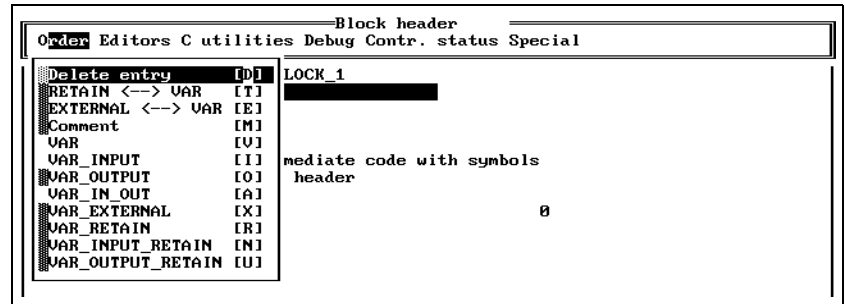 Block header
Order Editors C utilities Debug Contr. status Special
Delete entry [D] LOCK_1
RETAIN <--> VAR [T]
EXTERNAL <--> VAR [E]
Comment [M]
VAR [V]
VAR_INPUT [I] mediate code with symbols
VAR_OUTPUT [O] header
VAR_IN_OUT [A]
VAR_EXTERNAL [X] 0
VAR_RETAIN [R]
VAR_INPUT_RETAIN [N]
VAR_OUTPUT_RETAIN [U]